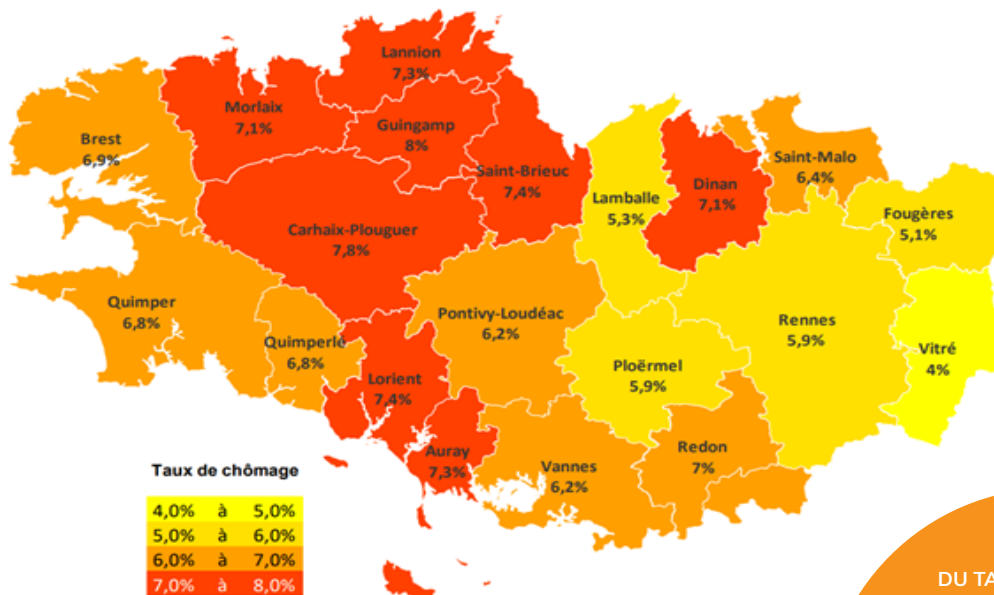 Lannion
7,3%
Morlaix
7,1%
Guingamp
8%
Brest
6,9%
Saint-Brieuc
7,4%
Lamballe
5,3%
Dinan
7,1%
Saint-Malo
6,4%
Fougères
5,1%
Carhaix-Plouguer
7,8%
Quimper
6,8%
Quimperlé
6,8%
Pontivy-Loudéac
6,2%
Rennes
5,9%
Vitré
4%
Ploërmel
5,9%
Lorient
7,4%
Auray
7,3%
Vannes
6,2%
Redon
7%
Taux de chômage
4,0% à 5,0%
5,0% à 6,0%
6,0% à 7,0%
7,0% à 8,0%
DU TA